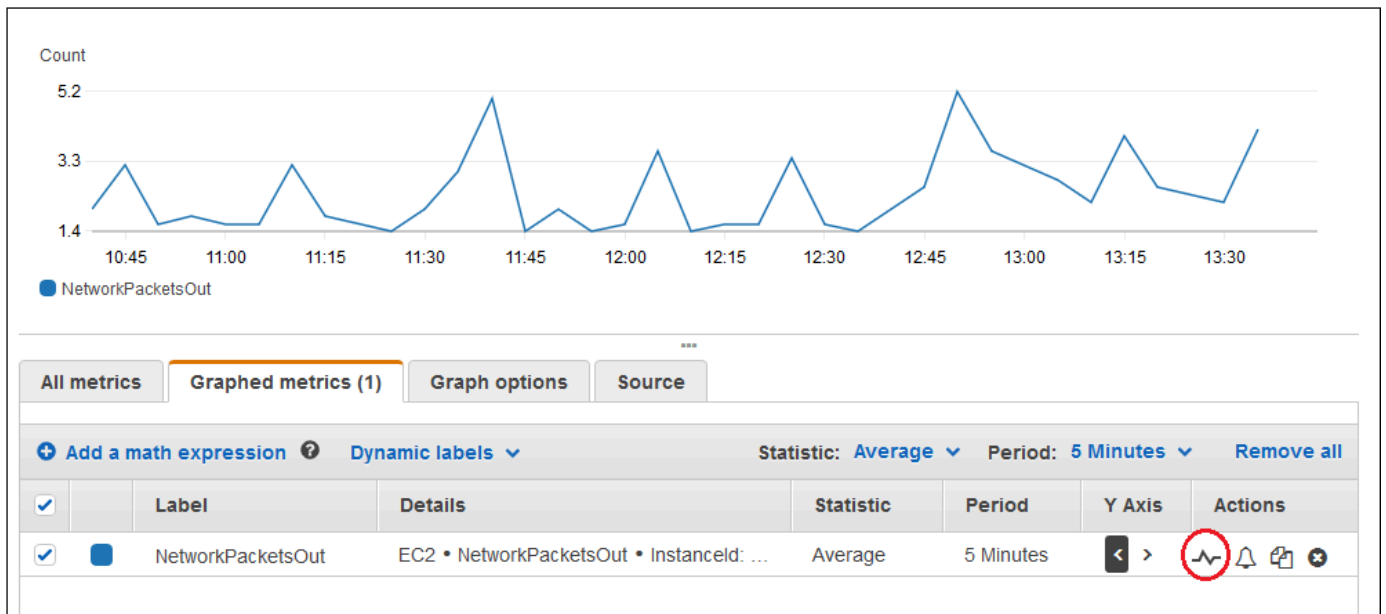 Count
5.2
3.3
1.4
10:45 11:00 11:15 11:30 11:45 12:00 12:15 12:30 12:45 13:00 13:15 13:30
NetworkPacketsOut
All metrics Graphed metrics (1) Graph options Source
Add a math expression ? Dynamic labels Statistic: Average Period: 5 Minutes Remove all
Label Details Statistic Period Y Axis Actions
NetworkPacketsOut EC2 • NetworkPacketsOut • InstanceId: ... Average 5 Minutes < >